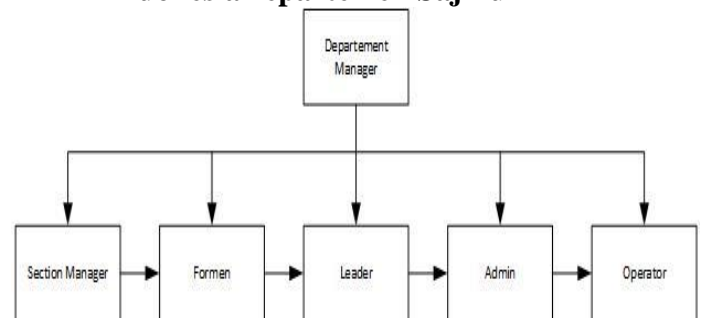 Departement
Manager
Section Manager
Formen
Leader
Admin
Operator